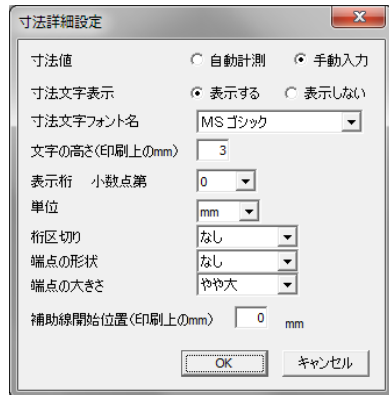 寸法詳細設定
寸法値 自動計測 手動入力
寸法文字表示 表示する 表示しない
寸法文字フォント名 MS ゴシック
文字の高さ(印刷上のmm) 3
表示桁 小数点第 0
単位 mm
桁区切り なし
端点の形状 なし
端点の大きさ やや大
補助線開始位置(印刷上のmm) 0 mm
OK キャンセル